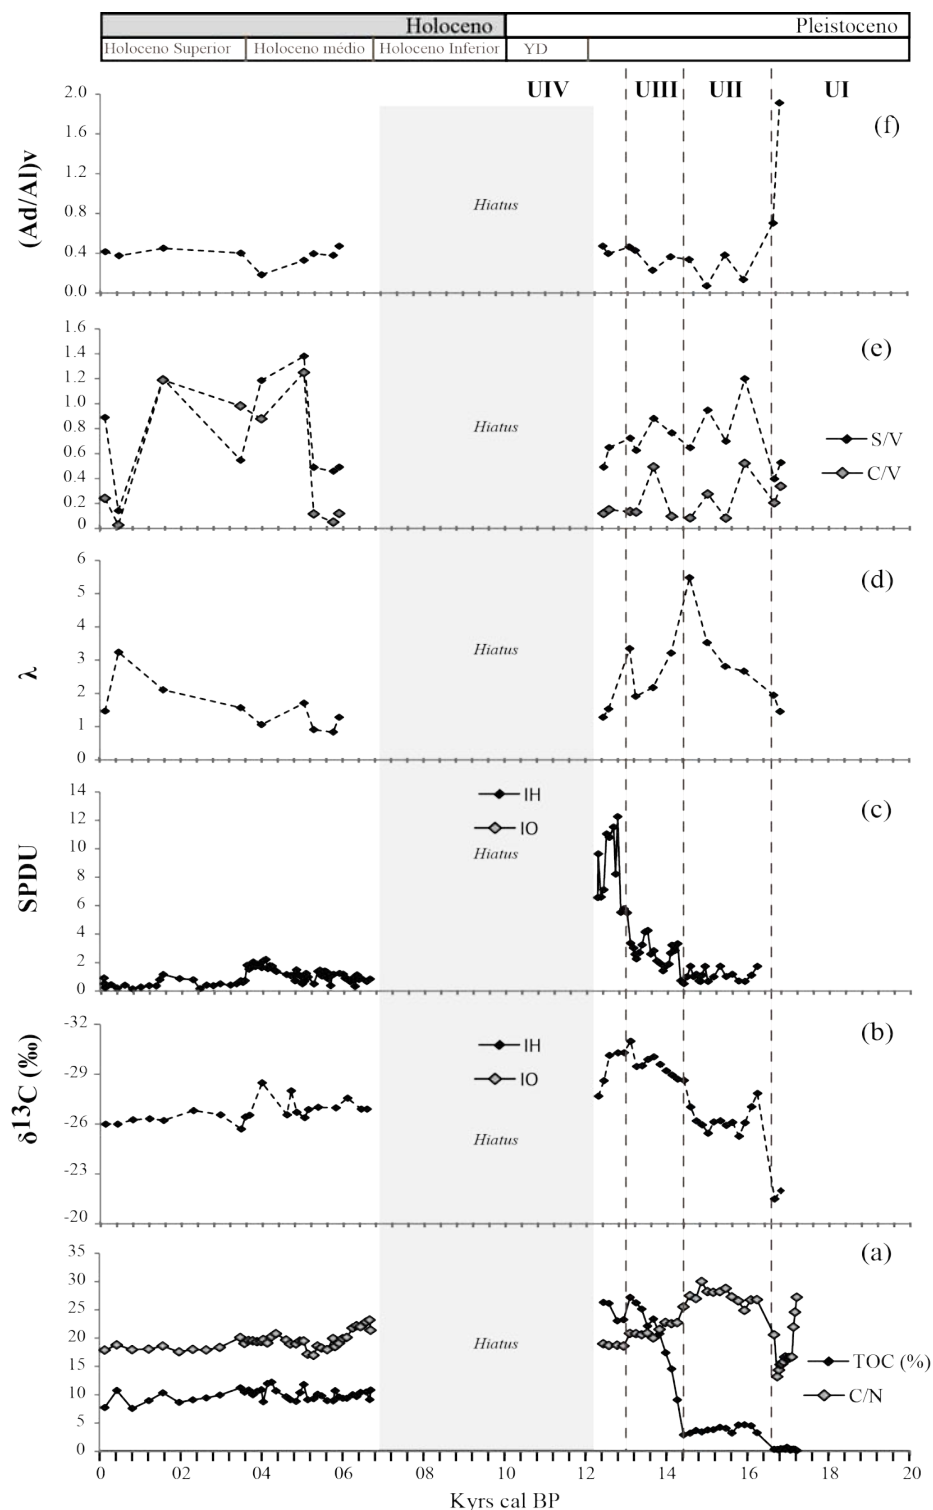 Holoceno Pleistoceno
Holoceno Superior Holoceno médio Holoceno Inferior YD
UIV UIII UII UI
(f)
(Ad/Al)v
2.0
1.6
1.2
0.8
0.4
0.0
Hiatus
(e)
1.6
1.4
1.2
1.0
0.8
0.6
0.4
0.2
0
Hiatus
S/V
C/V
(d)
λ
6
5
4
3
2
1
0
Hiatus
(c)
SPDU
14
12
10
8
6
4
2
0
IH
IO
Hiatus
(b)
δ13C (‰)
-32
-29
-26
-23
-20
IH
IO
Hiatus
(a)
35
30
25
20
15
10
5
0
Hiatus
TOC (%)
C/N
0 02 04 06 08 10 12 14 16 18 20
Kyrs cal BP